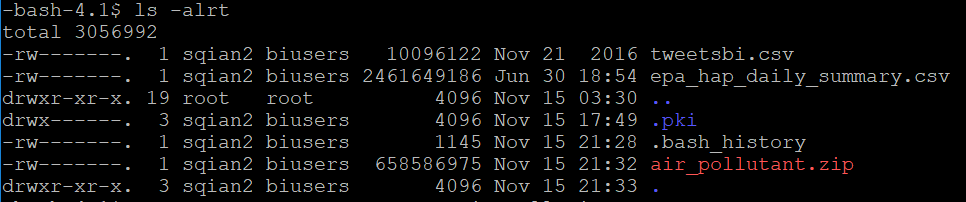 -bash-4.1$ ls -alrt
total 3056992
-rw-------.  1 sqian2 biusers   10096122 Nov 21  2016 tweetsbi.csv
-rw-------.  1 sqian2 biusers 2461649186 Jun 30 18:54 epa_hap_daily_summary.csv
drwxr-xr-x. 19 root   root          4096 Nov 15 03:30 ..
drwx------.  3 sqian2 biusers       4096 Nov 15 17:49 .pki
-rw-------.  1 sqian2 biusers       1145 Nov 15 21:28 .bash_history
-rw-------.  1 sqian2 biusers  658586975 Nov 15 21:32 air_pollutant.zip
drwxr-xr-x.  3 sqian2 biusers       4096 Nov 15 21:33 .